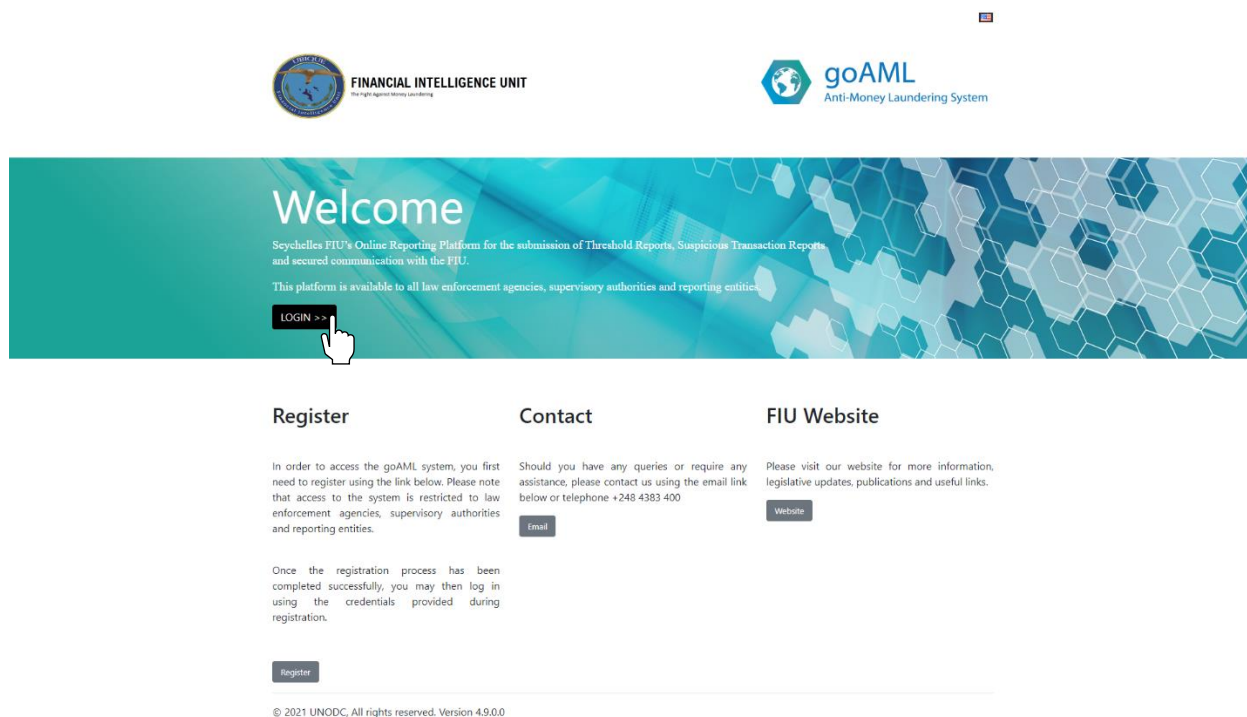 UBIQUE
Financial Intelligence Unit
FINANCIAL INTELLIGENCE UNIT
The Fight Against Money Laundering
goAML
Anti-Money Laundering System
Welcome
Seychelles FIU's Online Reporting Platform for the submission of Threshold Reports, Suspicious Transaction Reports
and secured communication with the FIU.
This platform is available to all law enforcement agencies, supervisory authorities and reporting entities.
LOGIN >>
Register
In order to access the goAML system, you first
need to register using the link below. Please note
that access to the system is restricted to law
enforcement agencies, supervisory authorities
and reporting entities.
Once the registration process has been
completed successfully, you may then log in
using the credentials provided during
registration.
Register
Contact
Should you have any queries or require any
assistance, please contact us using the email link
below or telephone +248 4383 400
Email
FIU Website
Please visit our website for more information,
legislative updates, publications and useful links.
Website
© 2021 UNODC, All rights reserved. Version 4.9.0.0